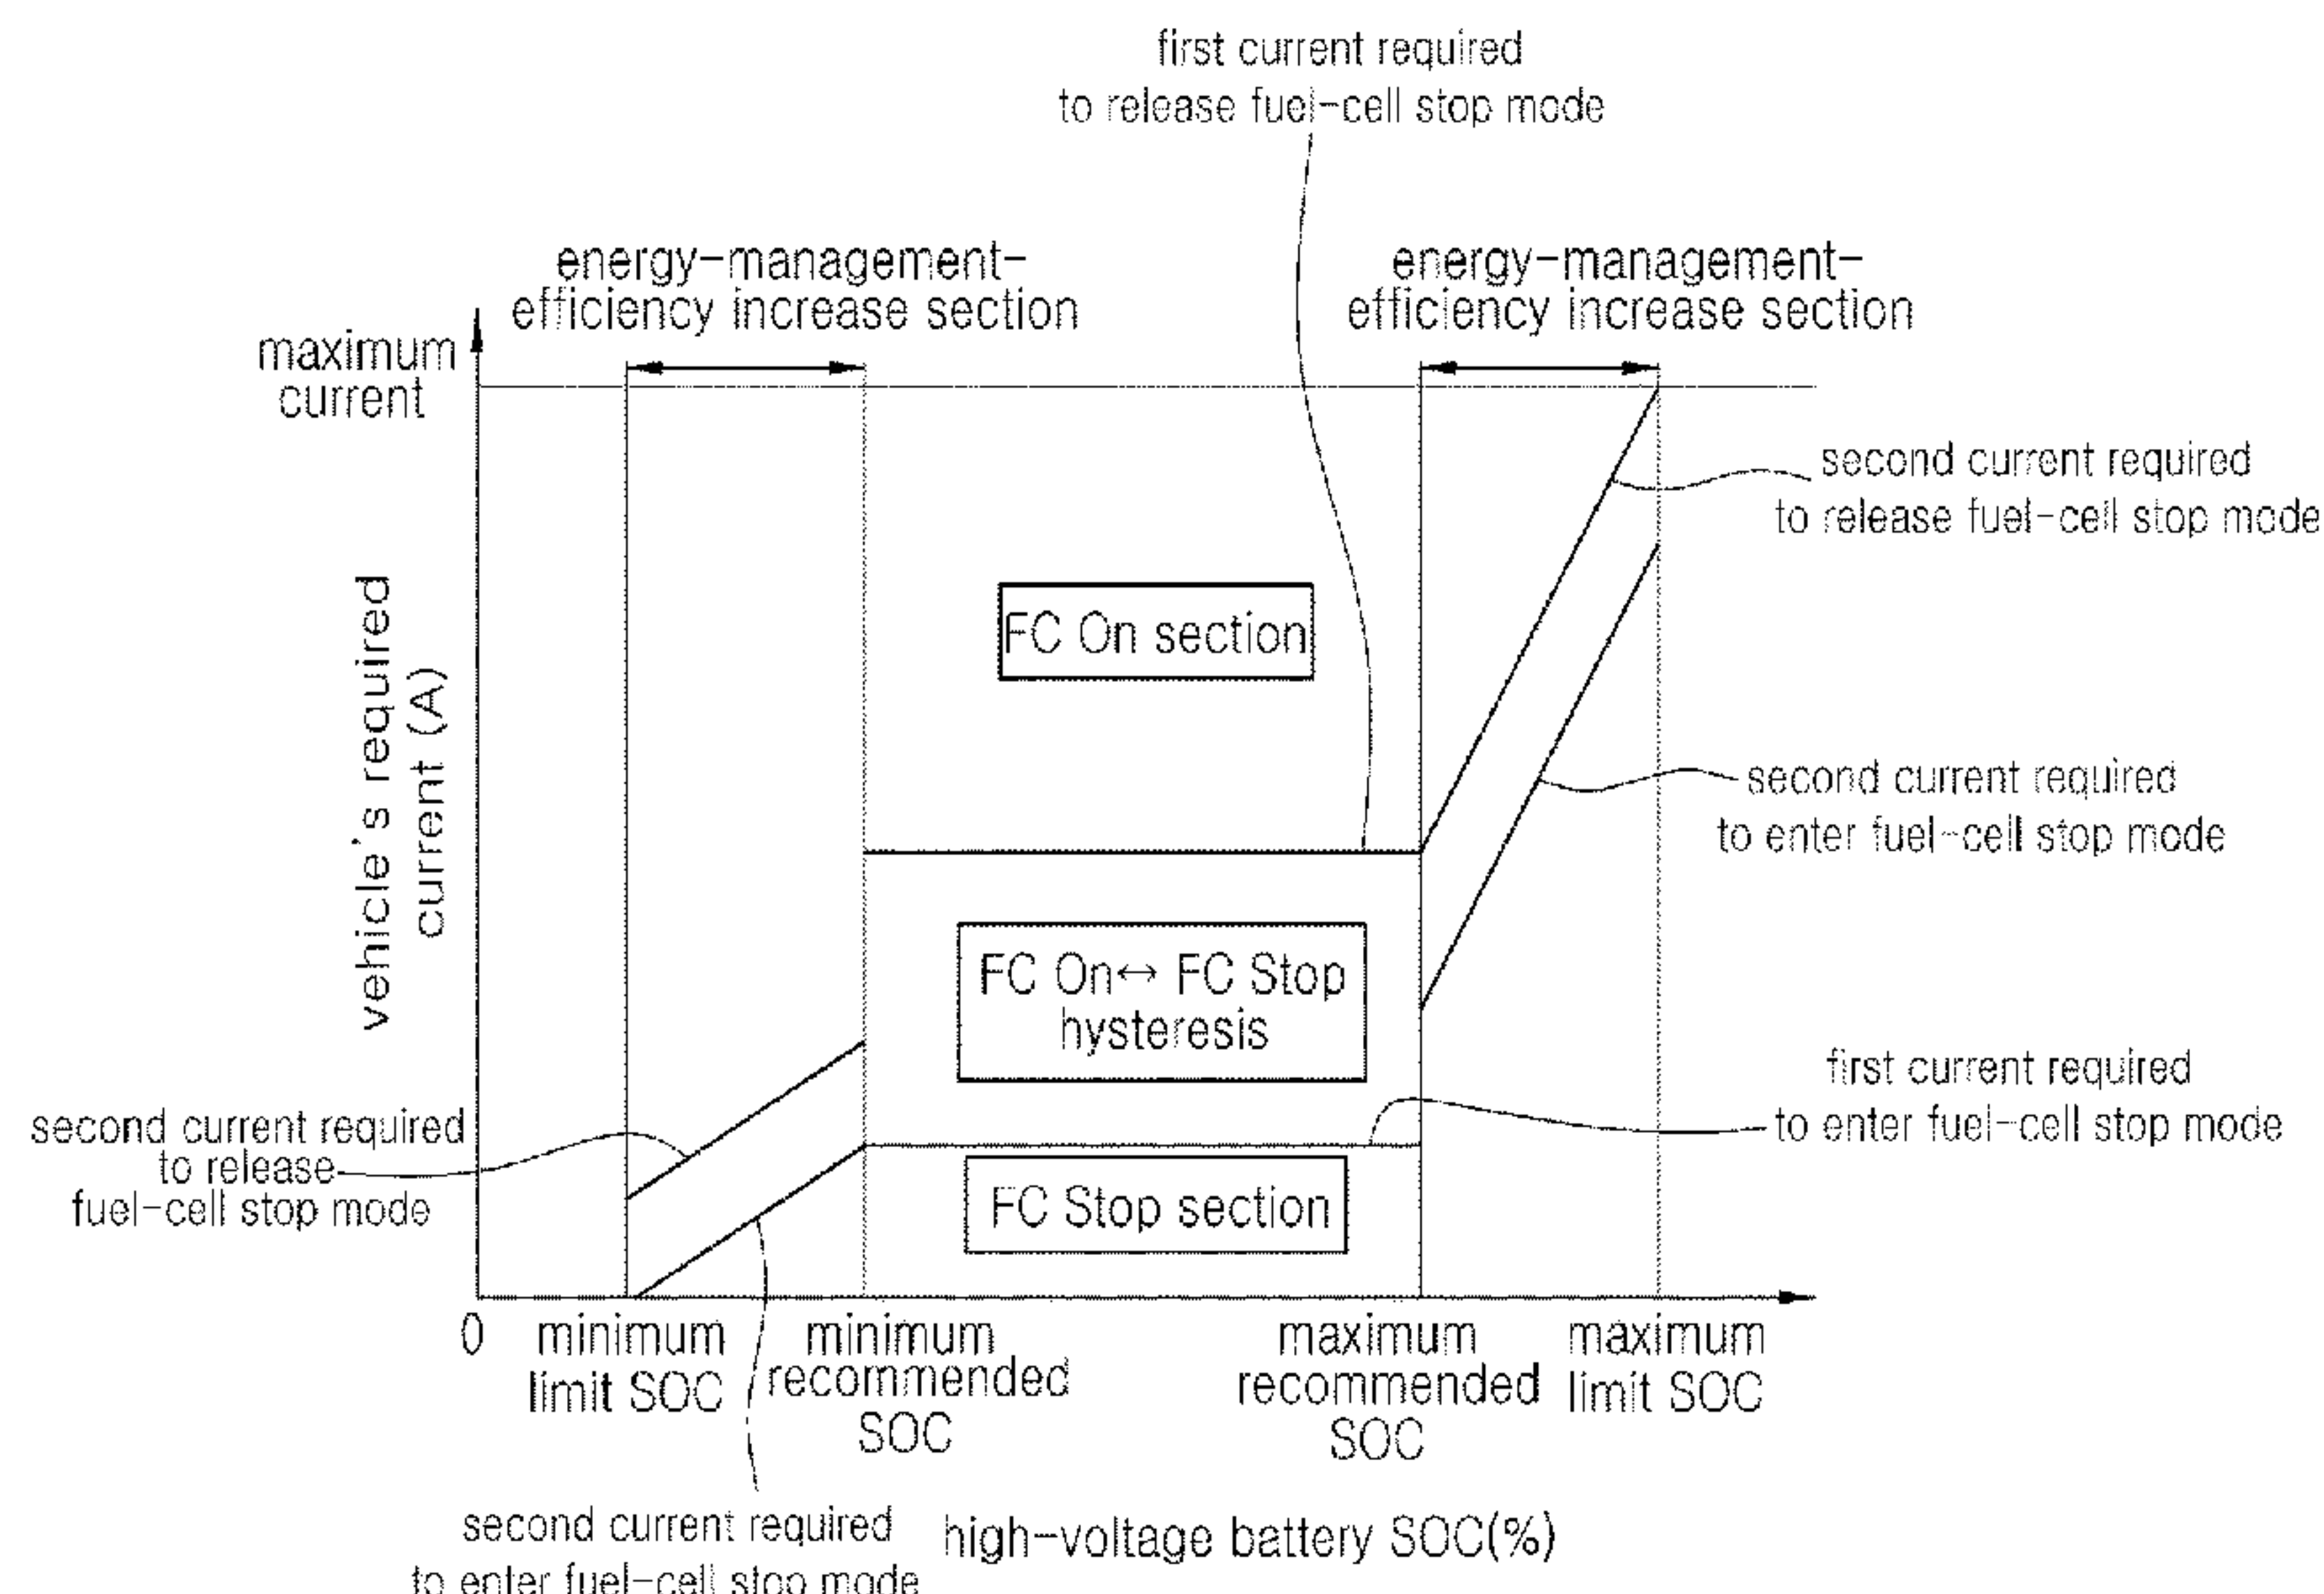 first current required
to release fuel-cell stop mode
energy-management-
efficiency increase section
energy-management-
efficiency increase section
maximum
current
second current required
to release fuel-cell stop mode
vehicle's required
current (A)
FC On section
second current required
to enter fuel-cell stop mode
FC On↔ FC Stop
hysteresis
first current required
to enter fuel-cell stop mode
second current required
to release
fuel-cell stop mode
FC Stop section
0
minimum
limit SOC
minimum
recommended
SOC
maximum
recommended
SOC
maximum
limit SOC
second current required
to enter fuel-cell stop mode
high-voltage battery SOC(%)